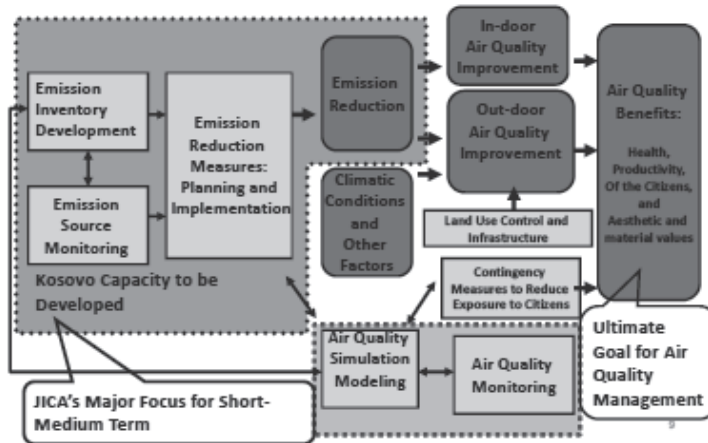 Emission
Inventory
Development
Emission
Source
Monitoring
Emission
Reduction
Measures:
Planning and
Implementation
Kosovo Capacity to be
Developed
Emission
Reduction
Climatic
Conditions
and
Other
Factors
In-door
Air Quality
Improvement
Out-door
Air Quality
Improvement
Land Use Control and
Infrastructure
Contingency
Measures to Reduce
Exposure to Citizens
Air Quality
Benefits:
Health,
Productivity,
Of the Citizens,
and
Aesthetic and
material values
Air Quality
Simulation
Modeling
Air Quality
Monitoring
JICA's Major Focus for Short-
Medium Term
Ultimate
Goal for Air
Quality
Management
9